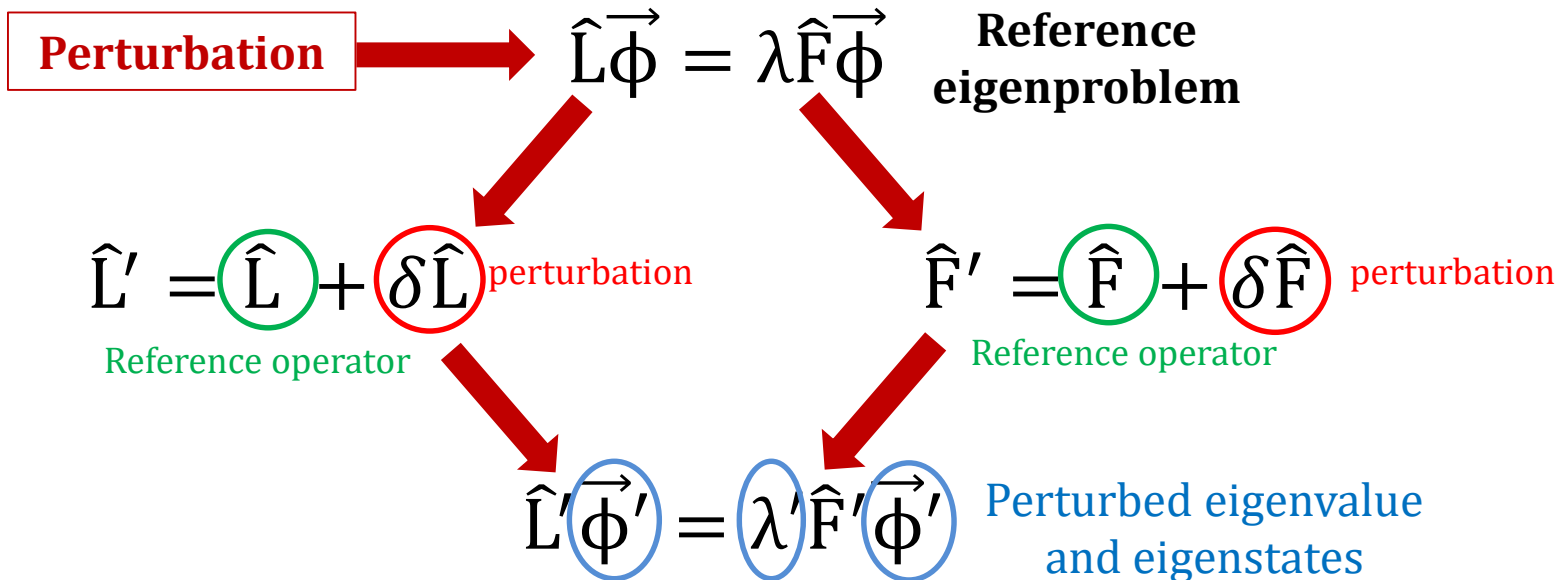 Perturbation
L̂ϕ⃗ = λF̂ϕ⃗
Reference
eigenproblem
L̂′ = L̂ + δL̂
perturbation
Reference operator
F̂′ = F̂ + δF̂
perturbation
Reference operator
L̂′ϕ⃗′ = λ′F̂′ϕ⃗′
Perturbed eigenvalue
and eigenstates